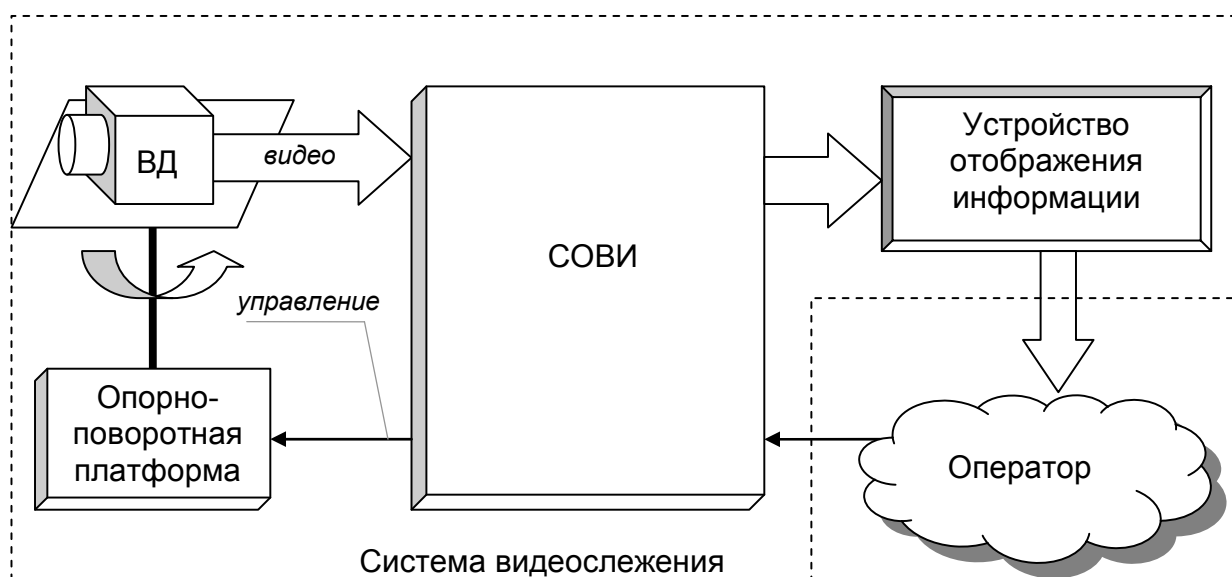 ВД
видео
СОВИ
Устройство
отображения
информации
управление
Опорно-
поворотная
платформа
Оператор
Система видеослежения